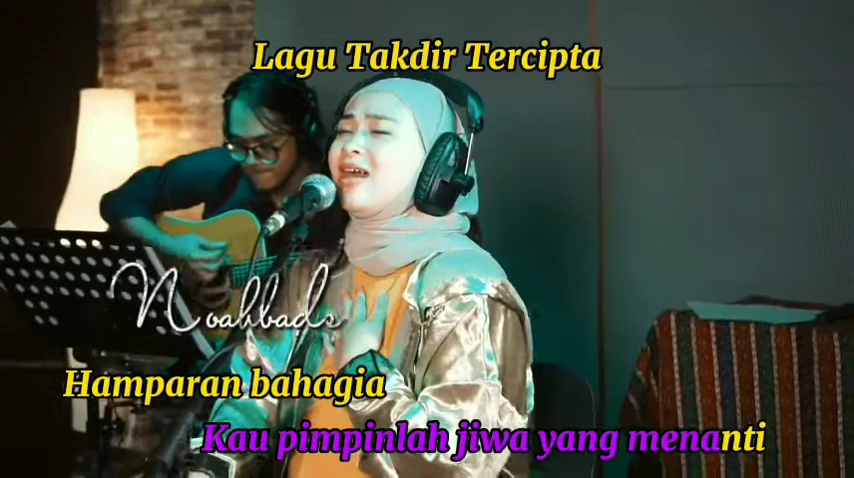 Lagu Takdir Tercipta
Noahbads
Hamparan bahagia
Kau pimpinlah jiwa yang menanti